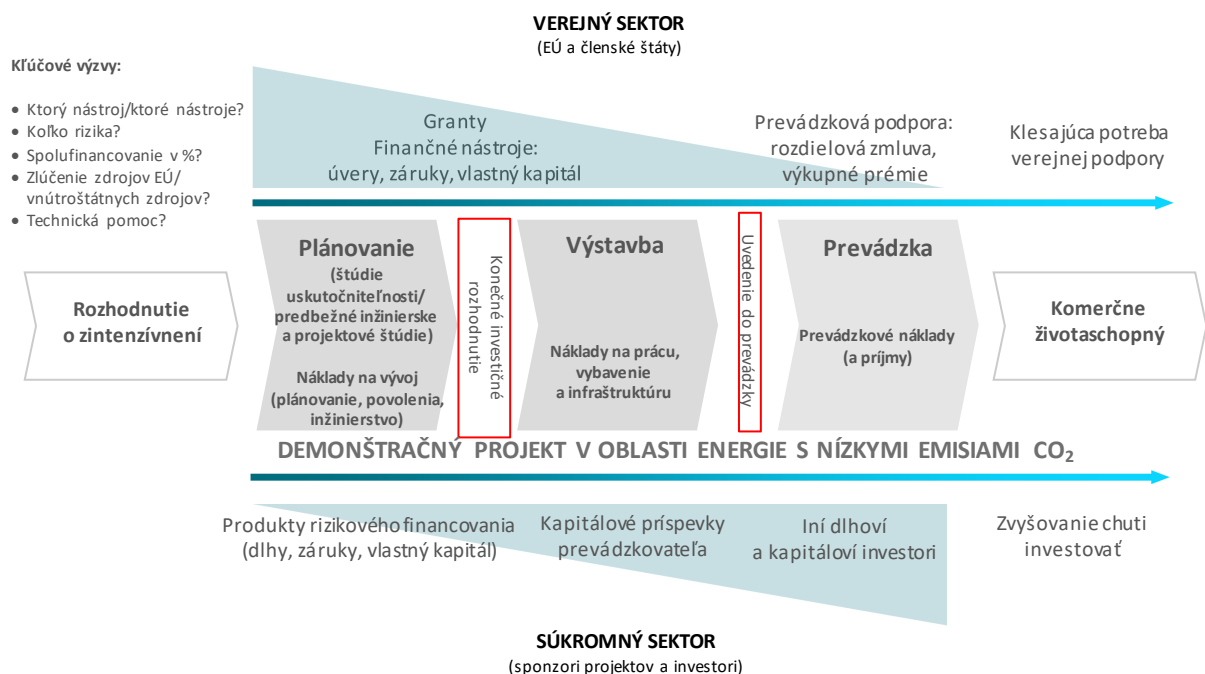 VEREJNÝ SEKTOR
(EÚ a členské štáty)
Kľúčové výzvy:
• Ktorý nástroj/ktoré nástroje?
• Koľko rizika?
• Spolufinancovanie v %?
• Zlúčenie zdrojov EÚ/
vnútroštátnych zdrojov?
• Technická pomoc?
Granty
Finančné nástroje:
úvery, záruky, vlastný kapitál
Prevádzková podpora:
rozdielová zmluva,
výkupné prémie
Klesajúca potreba
verejnej podpory
Rozhodnutie
o zintenzívnení
Plánovanie
(štúdie
uskutočniteľnosti/
predbežné inžinierske
a projektové štúdie)
Náklady na vývoj
(plánovanie, povolenia,
inžinierstvo)
Konečné investičné
rozhodnutie
Výstavba
Náklady na prácu,
vybavenie
a infraštruktúru
Uvedenie do prevádzky
Prevádzka
Prevádzkové náklady
(a príjmy)
Komerčne
životaschopný
DEMONŠTRAČNÝ PROJEKT V OBLASTI ENERGIE S NÍZKYMI EMISIAMI CO₂
Produkty rizikového financovania
(dlhy, záruky, vlastný kapitál)
Kapitálové príspevky
prevádzkovateľa
Iní dlhoví
a kapitáloví investori
Zvyšovanie chuti
investovať
SÚKROMNÝ SEKTOR
(sponzori projektov a investori)